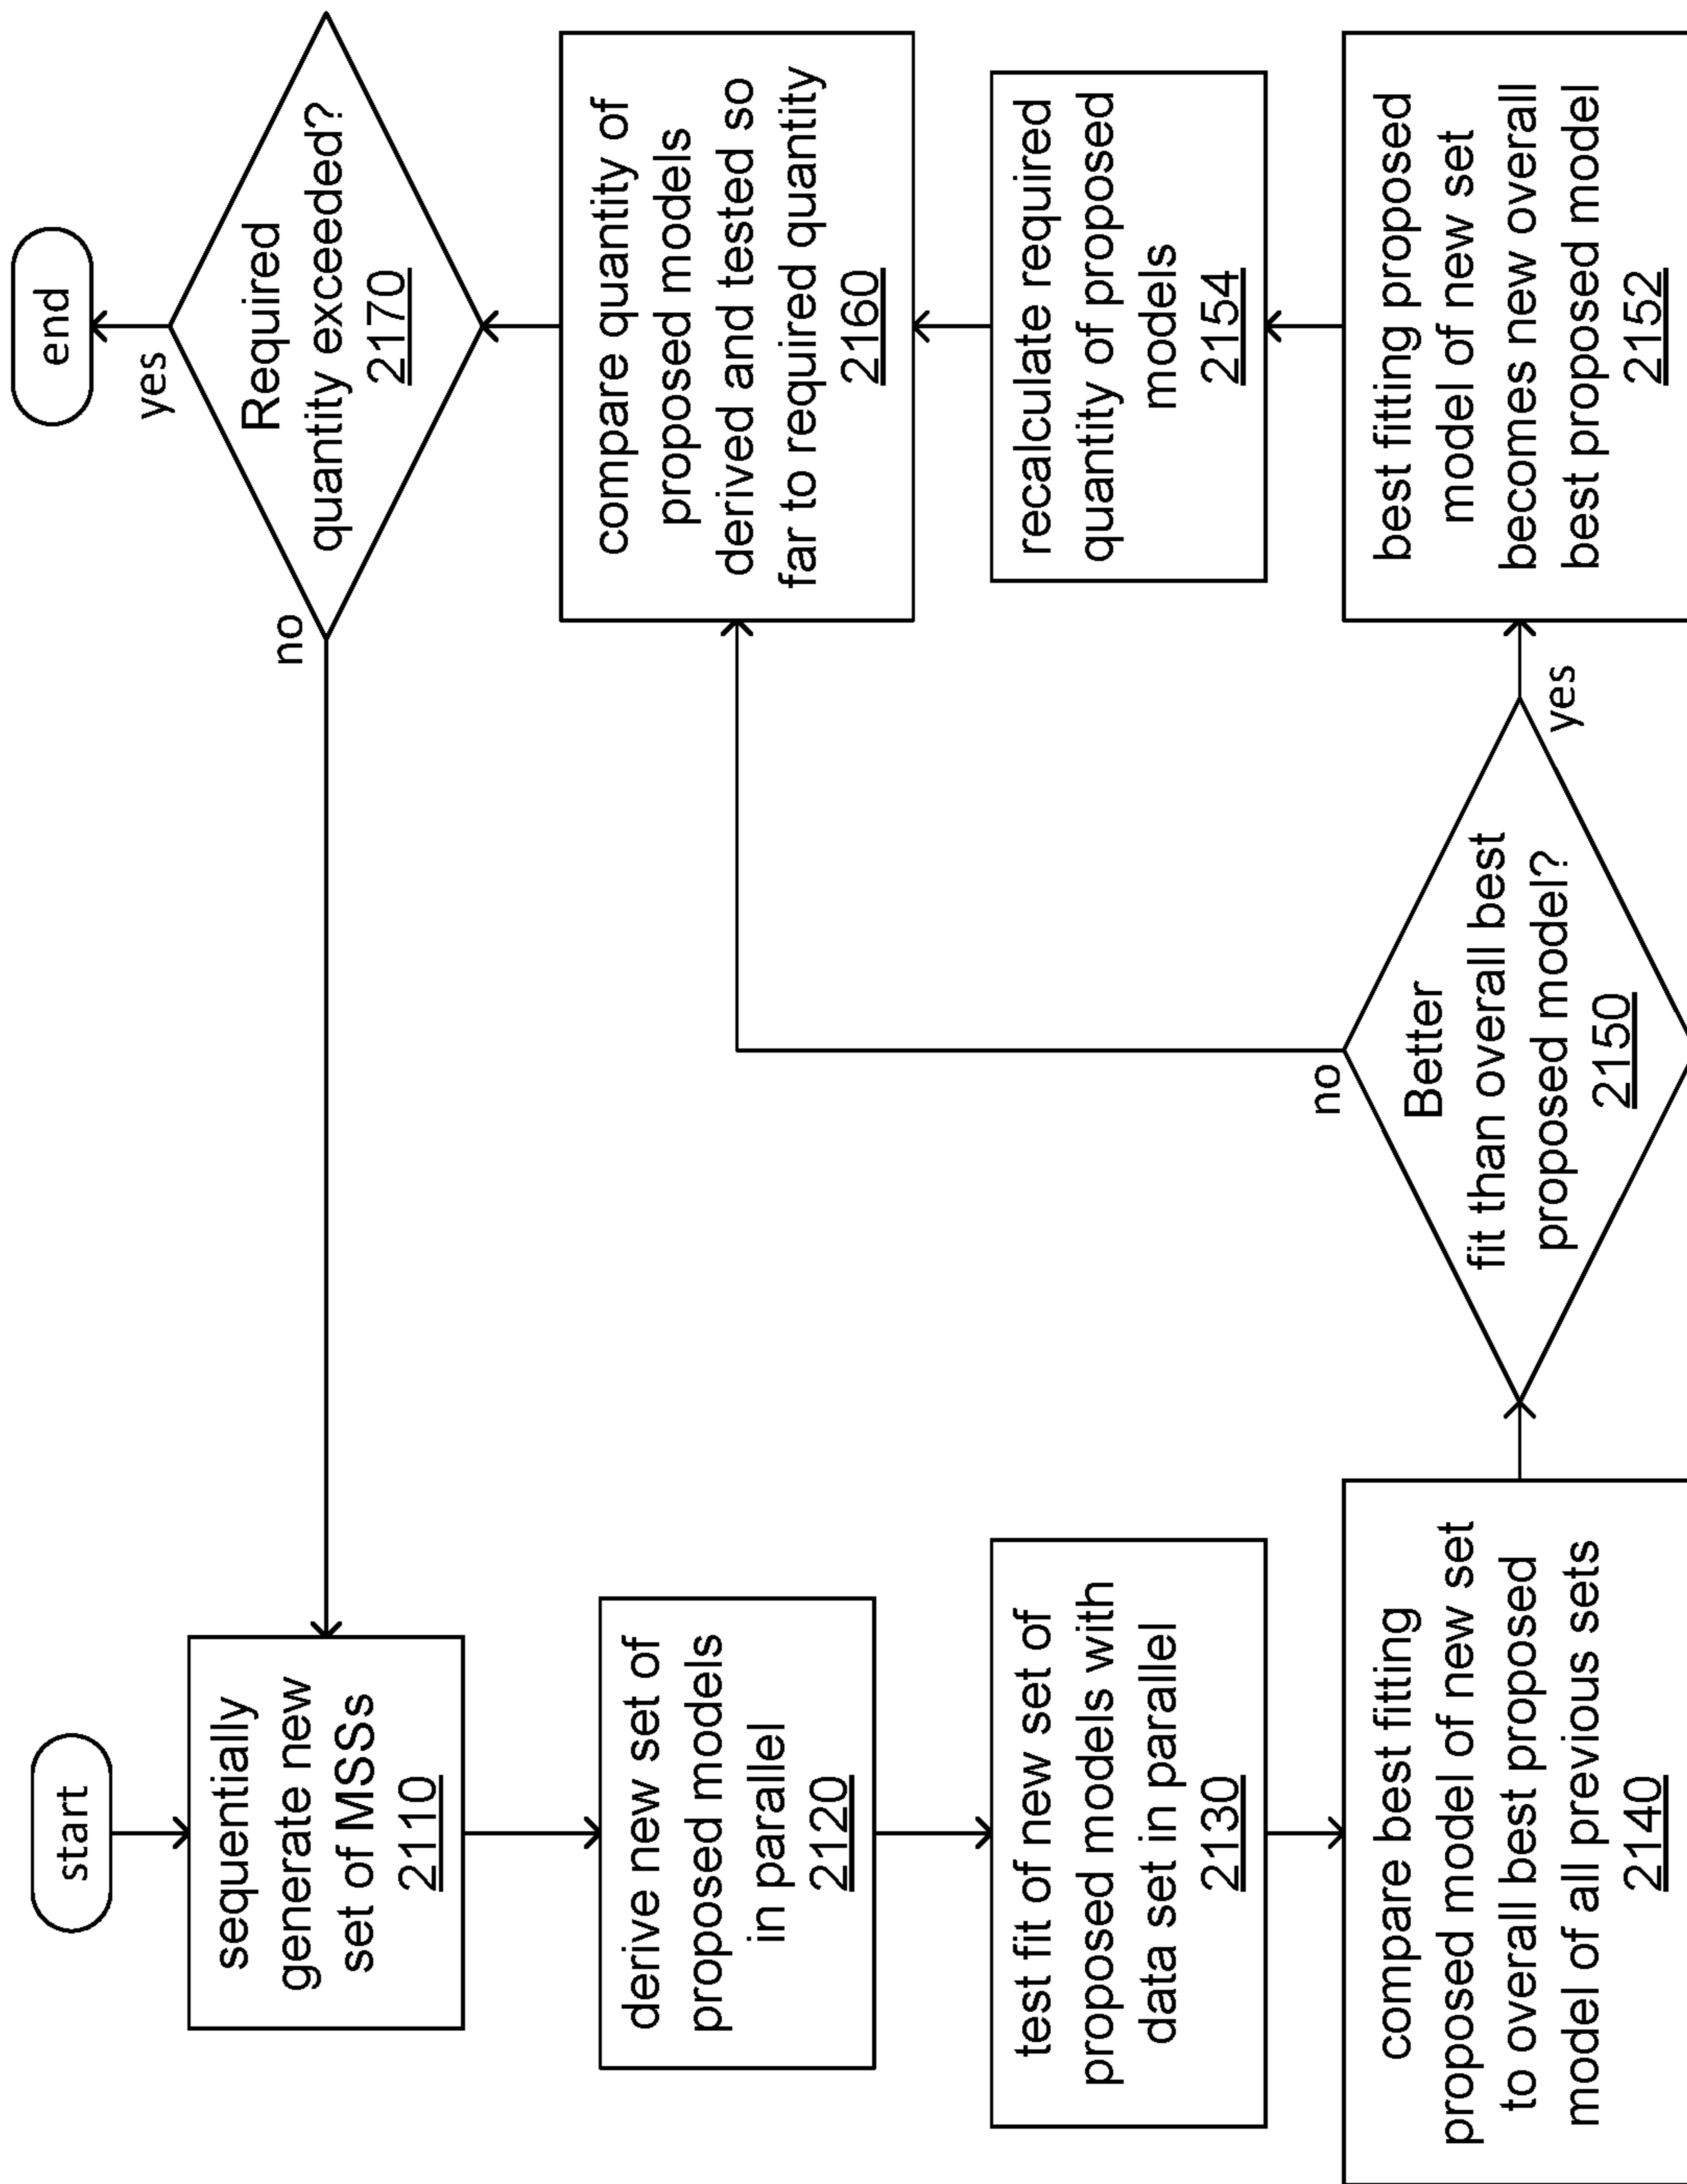 start
sequentially
generate new
set of MSSs
2110
derive new set of
proposed models
in parallel
2120
test fit of new set of
proposed models with
data set in parallel
2130
compare best fitting
proposed model of new set
to overall best proposed
model of all previous sets
2140
Better
fit than overall best
proposed model?
2150
no
yes
best fitting proposed
model of new set
becomes new overall
best proposed model
2152
recalculate required
quantity of proposed
models
2154
compare quantity of
proposed models
derived and tested so
far to required quantity
2160
Required
quantity exceeded?
2170
no
yes
end